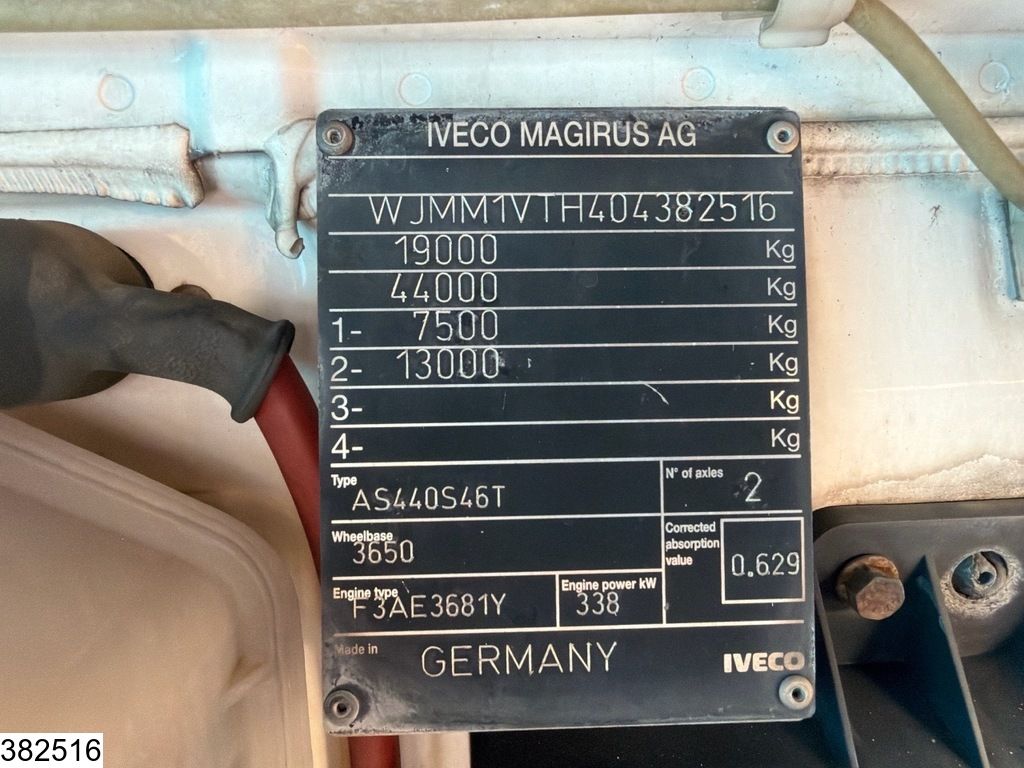 IVECO MAGIRUS AG
WJMM1VTH404382516
19000 Kg
44000 Kg
1- 7500 Kg
2- 13000 Kg
3- Kg
4- Kg
Type AS440S46T N° of axles 2
Wheelbase 3650 Corrected absorption value 0.629
Engine type F3AE3681Y Engine power kW 338
Made in GERMANY IVECO
382516